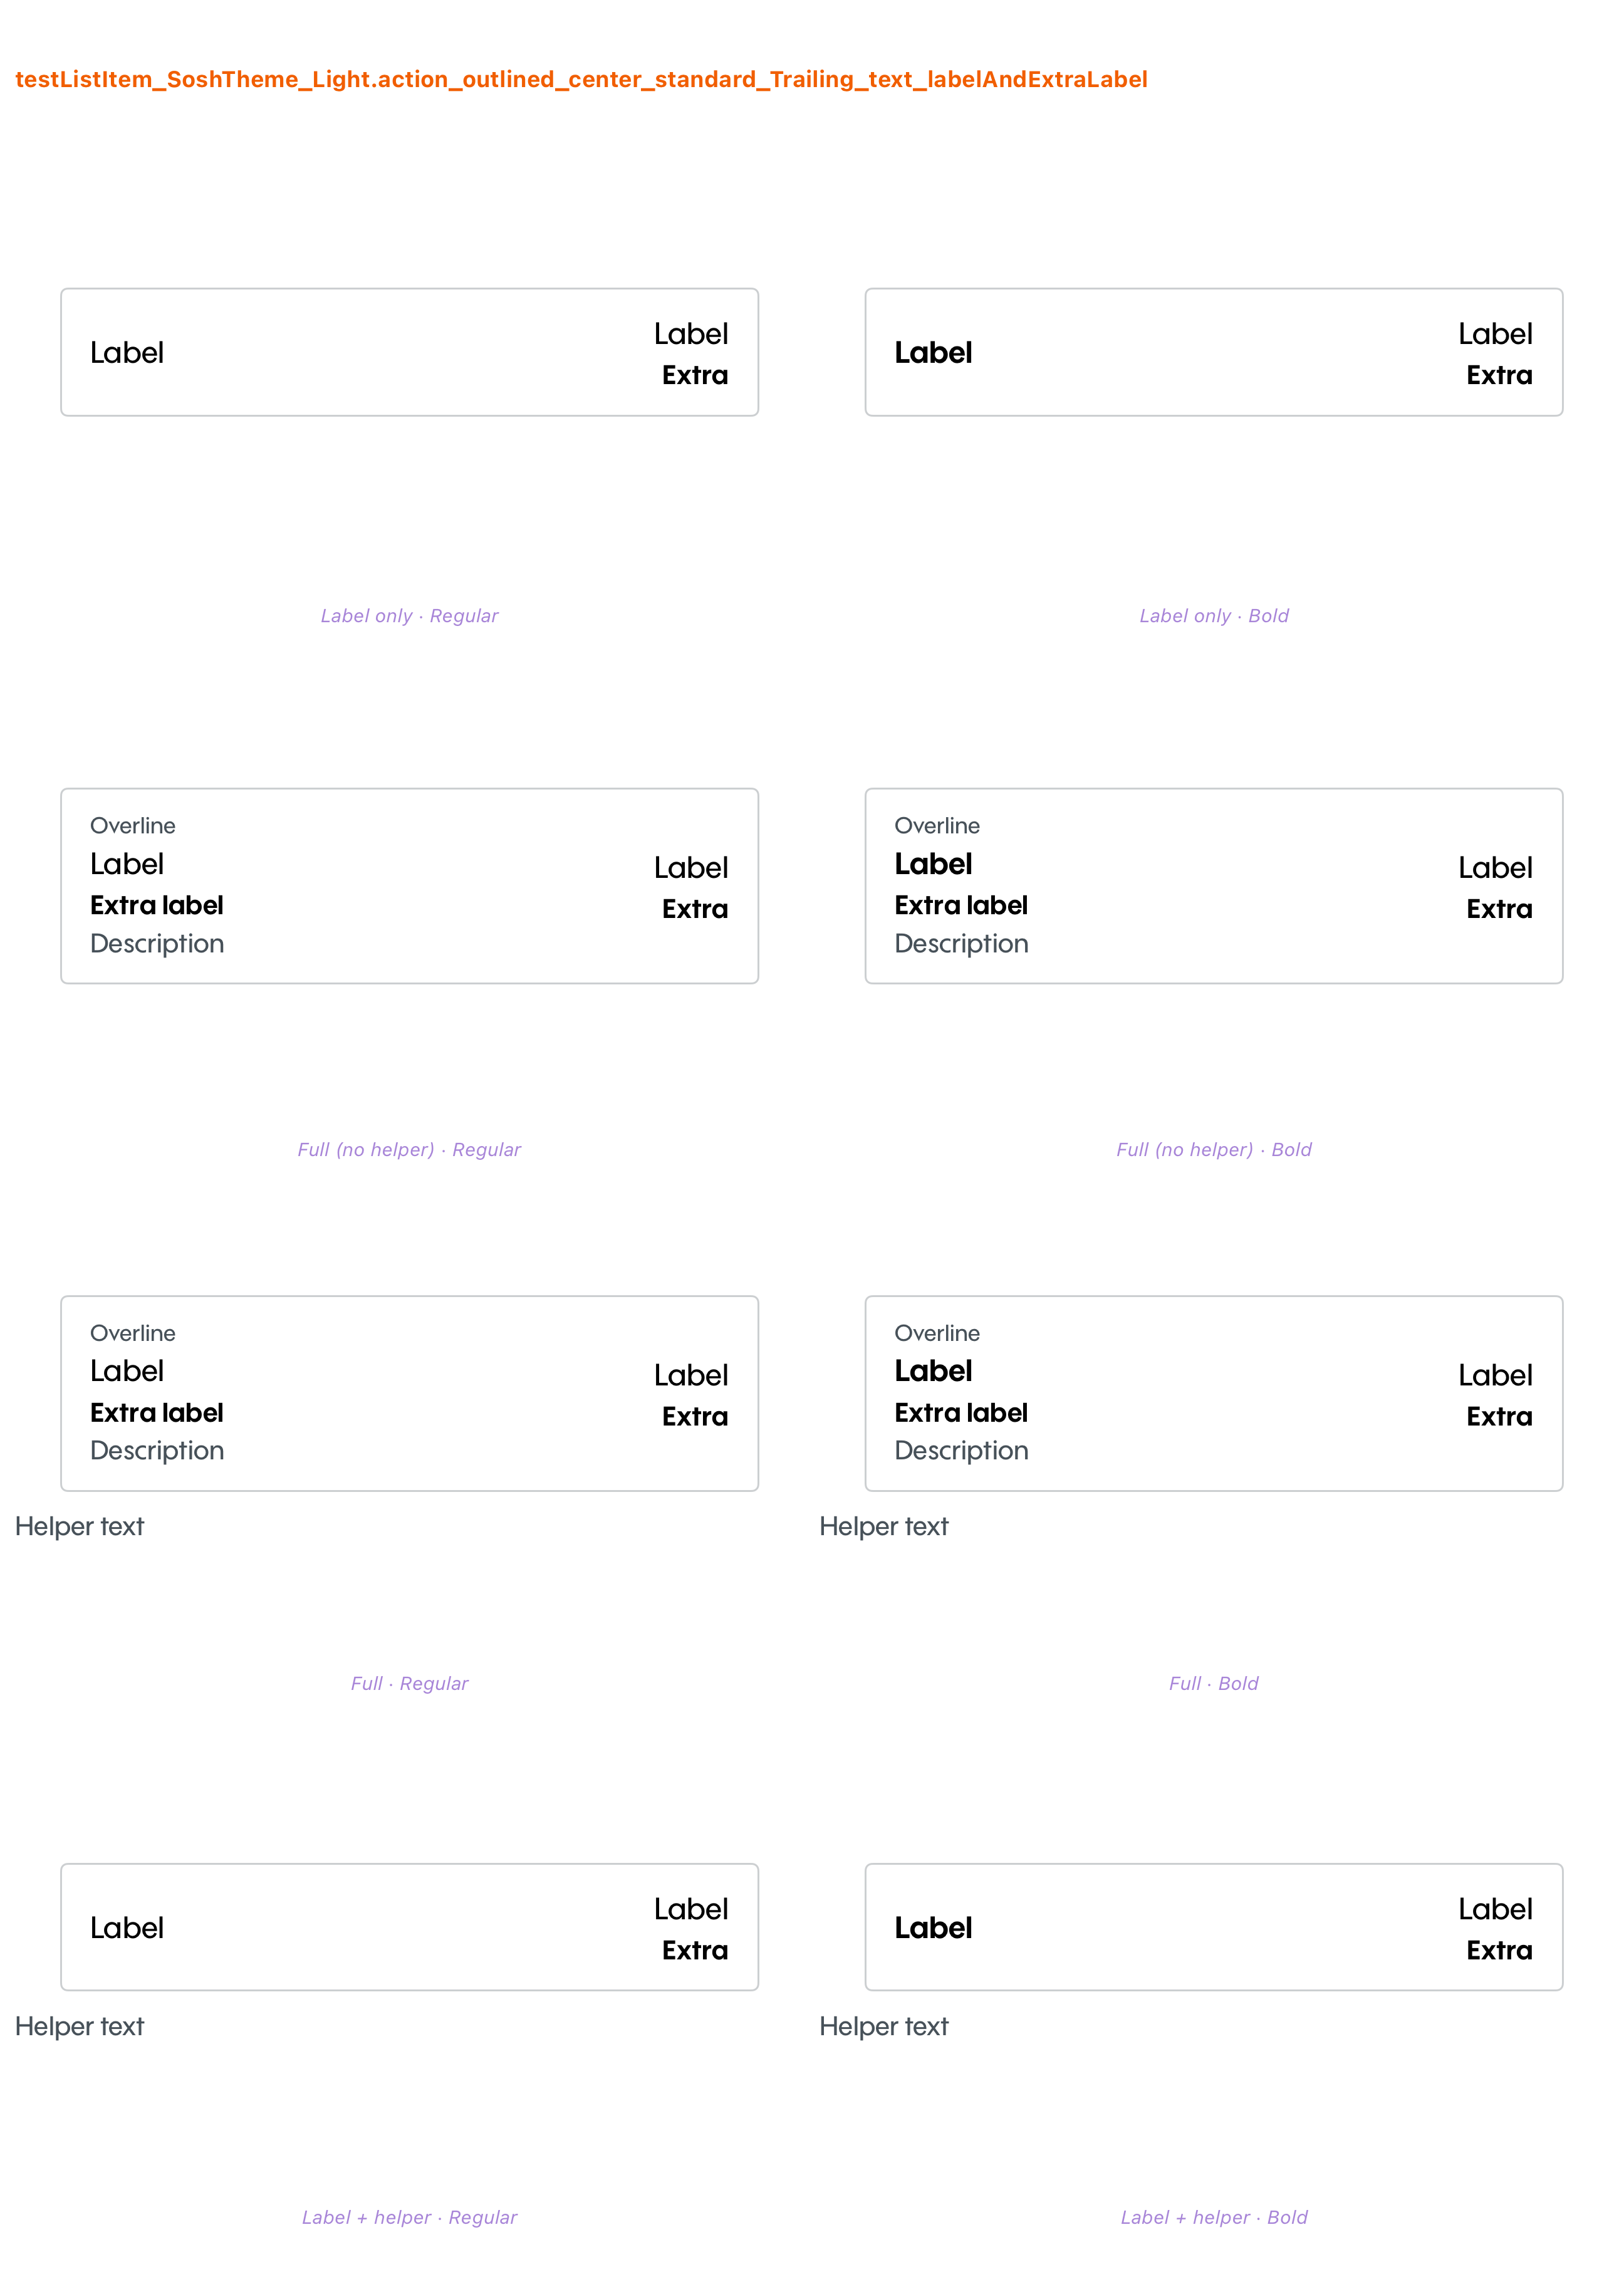 testListItem_SoshTheme_Light.action_outlined_center_standard_Trailing_text_labelAndExtraLabel
Label
Label
Extra
Label
Label
Extra
Label only · Regular
Label only · Bold
Overline
Label
Extra label
Description
Label
Extra
Overline
Label
Extra label
Description
Label
Extra
Full (no helper) · Regular
Full (no helper) · Bold
Overline
Label
Extra label
Description
Label
Extra
Helper text
Overline
Label
Extra label
Description
Label
Extra
Helper text
Full · Regular
Full · Bold
Label
Label
Extra
Helper text
Label
Label
Extra
Helper text
Label + helper · Regular
Label + helper · Bold